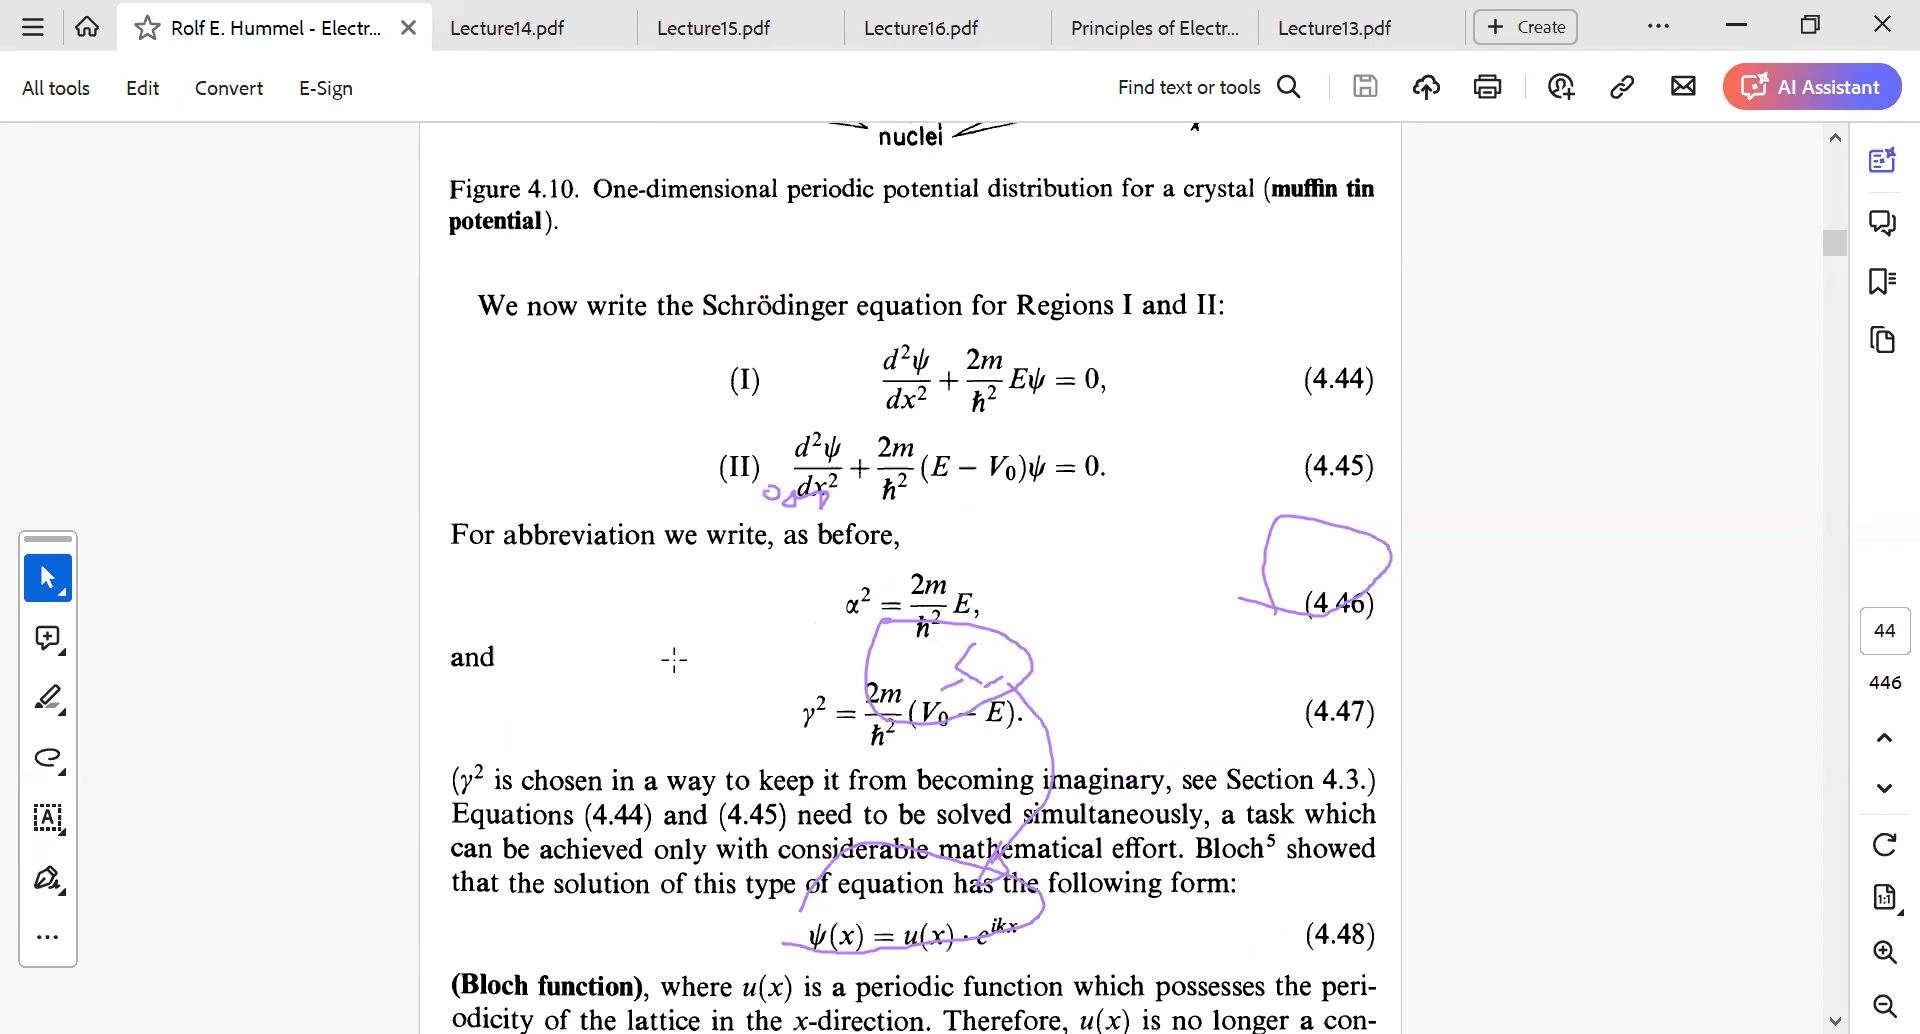 Rolf E. Hummel - Electr...
Lecture14.pdf
Lecture15.pdf
Lecture16.pdf
Principles of Electr...
Lecture13.pdf
+ Create
All tools
Edit
Convert
E-Sign
Find text or tools
AI Assistant
nuclei
x
Figure 4.10. One-dimensional periodic potential distribution for a crystal (muffin tin
potential).
We now write the Schrödinger equation for Regions I and II:
(I) d²ψ/dx² + 2m/ħ² Eψ = 0, (4.44)
(II) d²ψ/dx² + 2m/ħ² (E − V₀)ψ = 0. (4.45)
For abbreviation we write, as before,
α² = 2m/ħ² E, (4.46)
and
γ² = 2m/ħ² (V₀ − E). (4.47)
(γ² is chosen in a way to keep it from becoming imaginary, see Section 4.3.)
Equations (4.44) and (4.45) need to be solved simultaneously, a task which
can be achieved only with considerable mathematical effort. Bloch⁵ showed
that the solution of this type of equation has the following form:
ψ(x) = u(x) · e^{ikx} (4.48)
(Bloch function), where u(x) is a periodic function which possesses the peri-
odicity of the lattice in the x-direction. Therefore, u(x) is no longer a con-
44
446
1:1